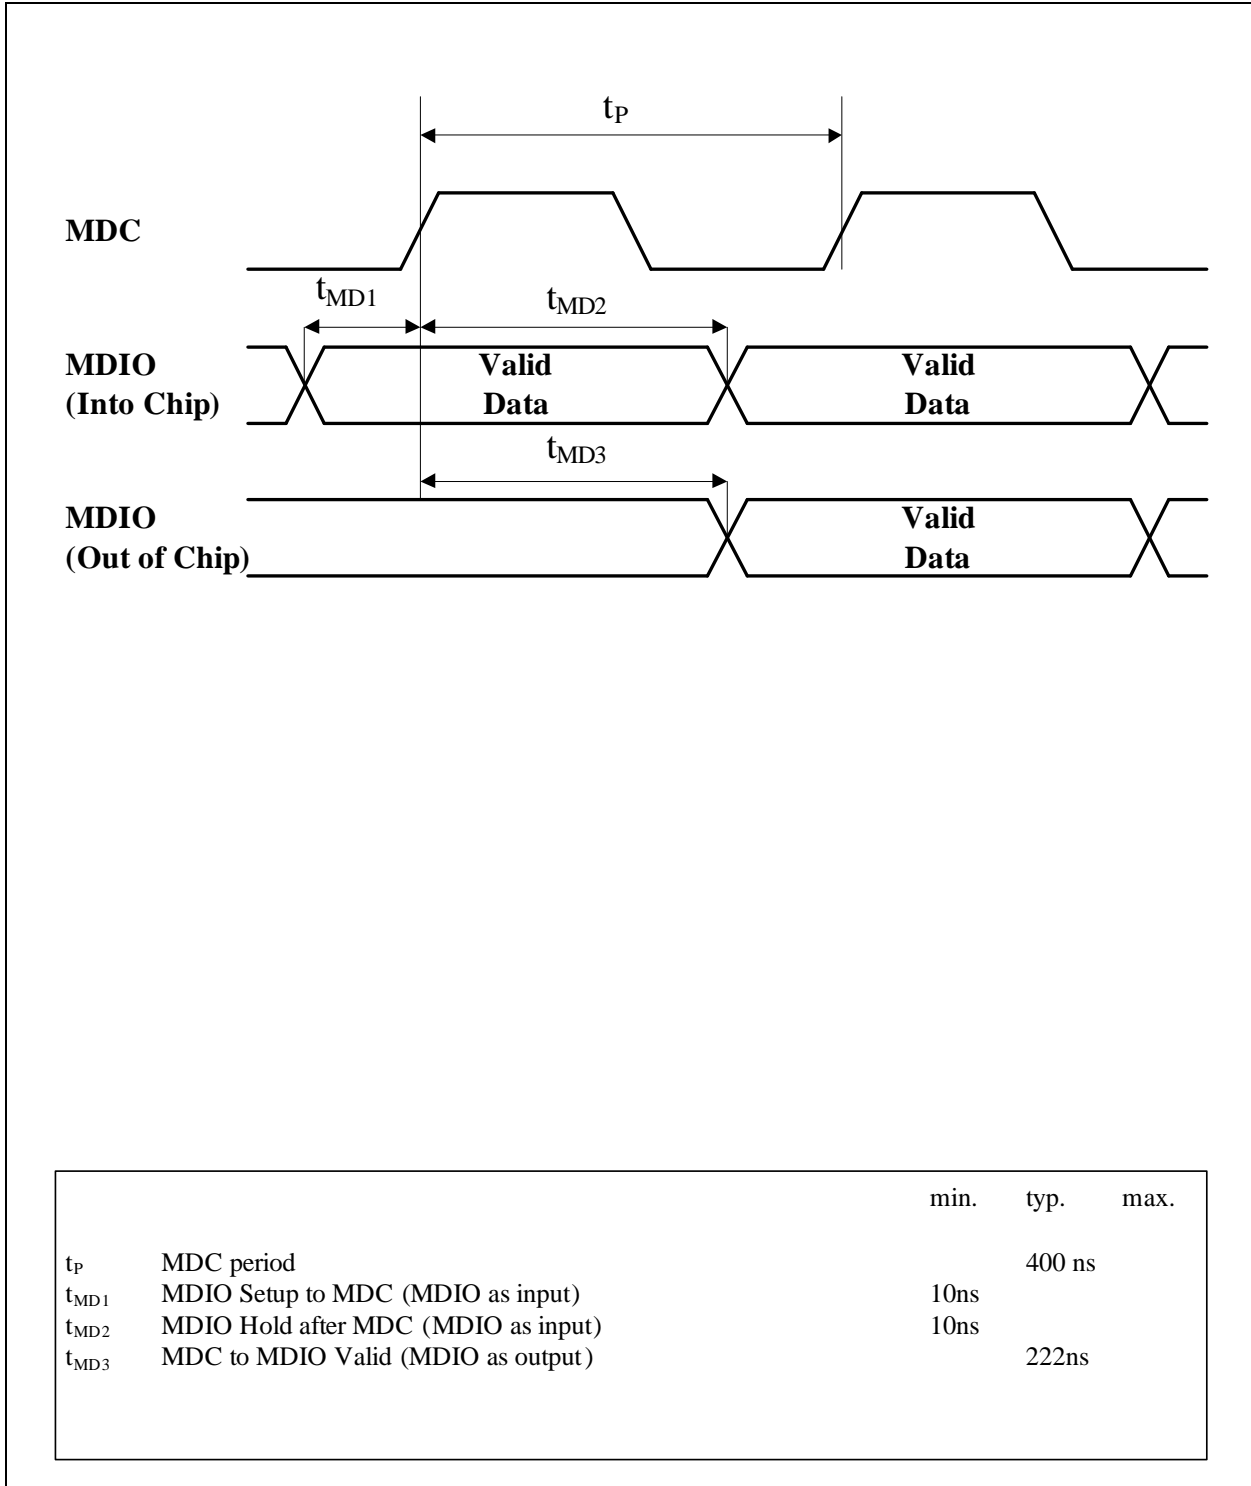 tP
MDC
tMD1
tMD2
MDIO
(Into Chip)
Valid
Data
Valid
Data
tMD3
MDIO
(Out of Chip)
Valid
Data
min. typ. max.
tP MDC period 400 ns
tMD1 MDIO Setup to MDC (MDIO as input) 10ns
tMD2 MDIO Hold after MDC (MDIO as input) 10ns
tMD3 MDC to MDIO Valid (MDIO as output) 222ns